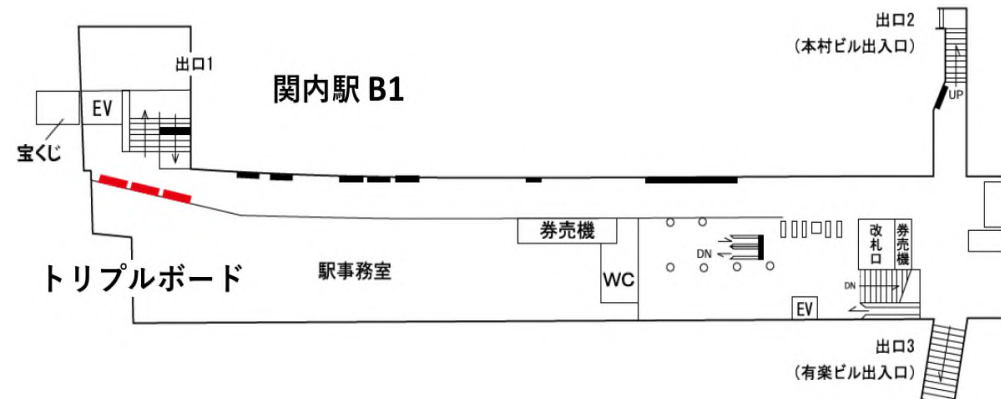 出口1
関内駅 B1
出口2
(本村ビル出入口)
UP
EV
宝くじ
トリプルボード
駅事務室
券売機
WC
DN
改札口
券売機
DN
EV
出口3
(有楽ビル出入口)